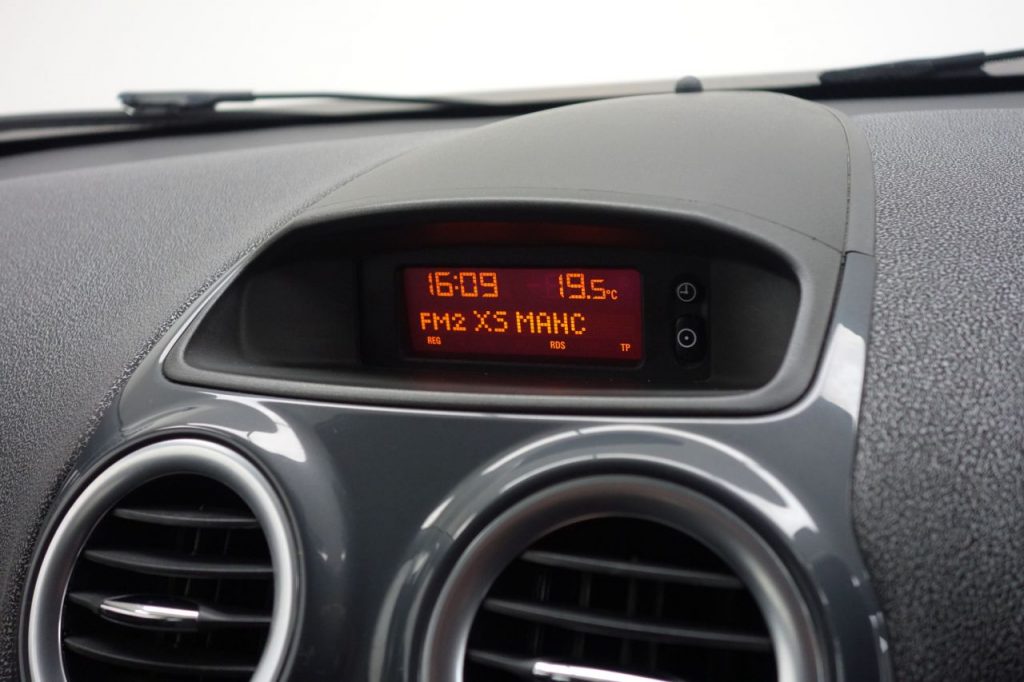 16:09 19.5°C
FM2 XS MANC
REG RDS TP